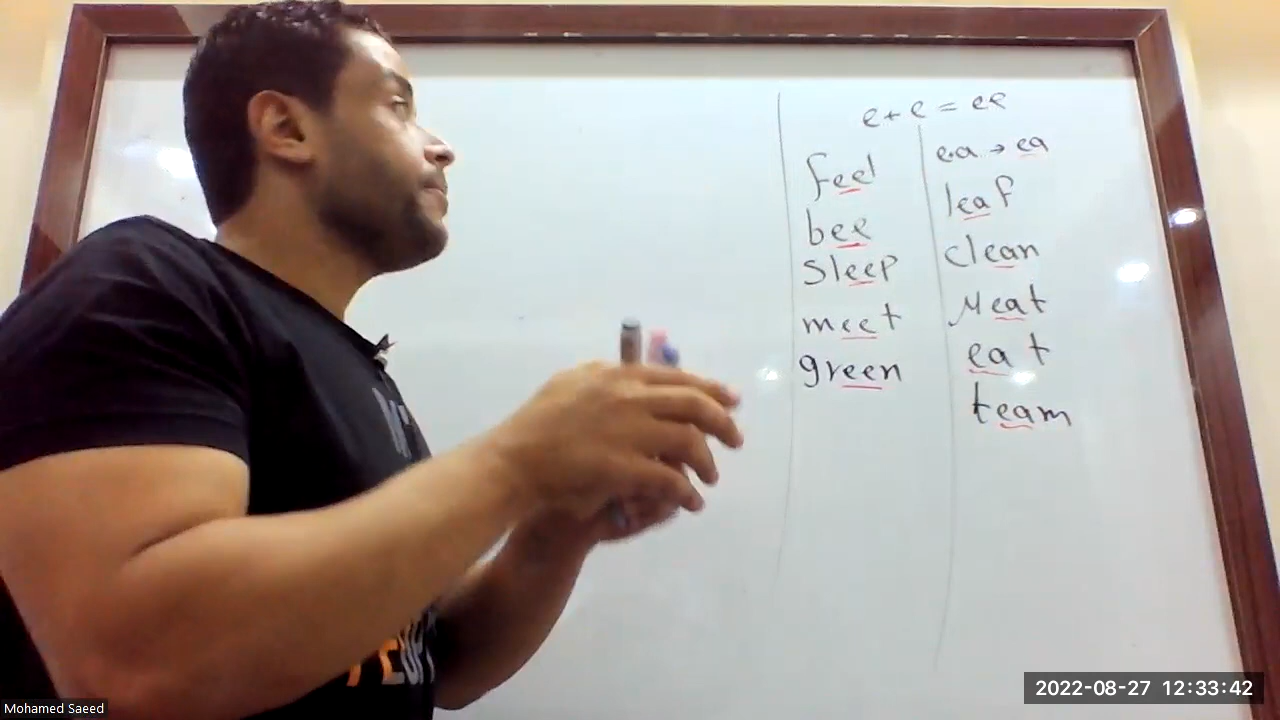 e + e = ee
feel
bee
Sleep
meet
green
e.a → ea
leaf
clean
Meat
eat
team
2022-08-27 12:33:42
Mohamed Saeed